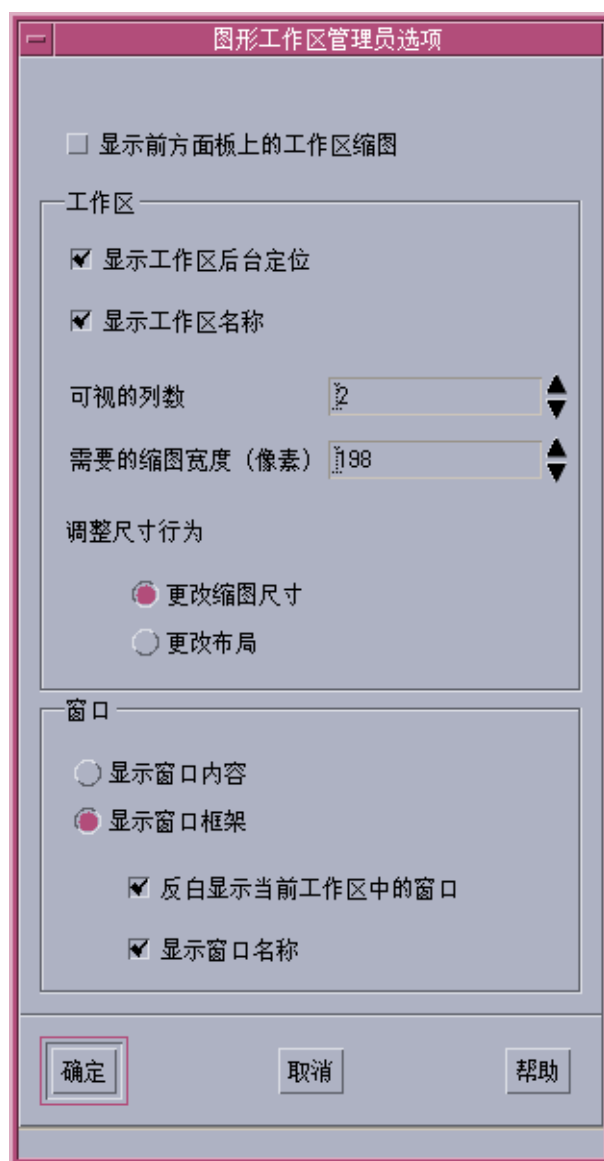 图形工作区管理员选项
显示前方面板上的工作区缩图
工作区
显示工作区后台定位
显示工作区名称
可视的列数 2
需要的缩图宽度（像素） 198
调整尺寸行为
更改缩图尺寸
更改布局
窗口
显示窗口内容
显示窗口框架
反白显示当前工作区中的窗口
显示窗口名称
确定 取消 帮助